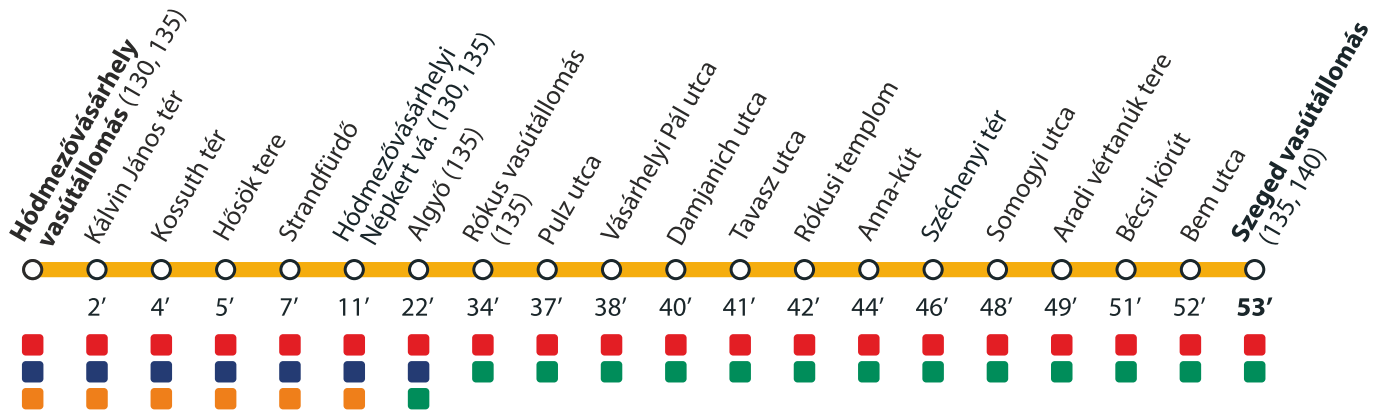 Hódmezővásárhely
vasútállomás (130, 135)
Kálvin János tér
Kossuth tér
Hősök tere
Strandfürdő
Hódmezővásárhelyi
Népkert vá. (130, 135)
Algyő (135)
Rókus vasútállomás
(135)
Pulz utca
Vásárhelyi Pál utca
Damjanich utca
Tavasz utca
Rókusi templom
Anna-kút
Széchenyi tér
Somogyi utca
Aradi vértanúk tere
Bécsi körút
Bem utca
Szeged vasútállomás
(135, 140)
2′ 4′ 5′ 7′ 11′ 22′ 34′ 37′ 38′ 40′ 41′ 42′ 44′ 46′ 48′ 49′ 51′ 52′ 53′